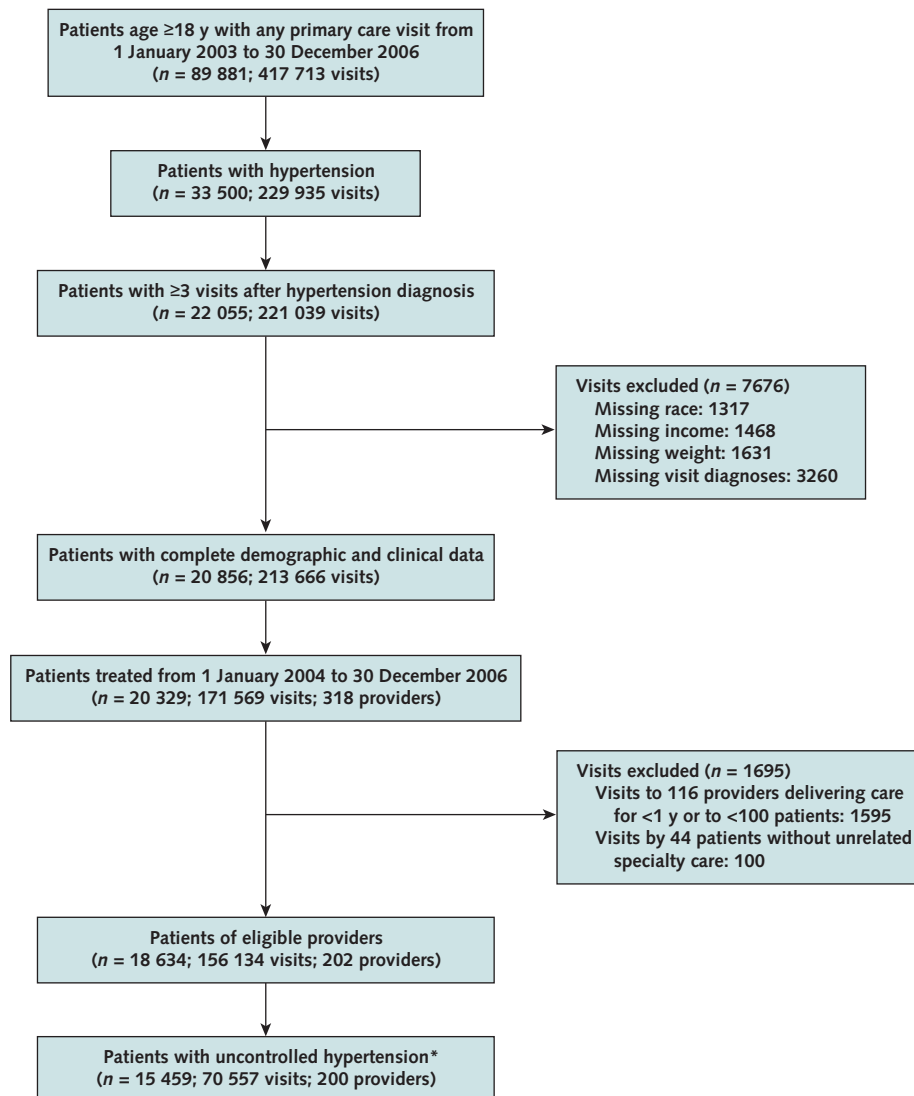 Patients age ≥18 y with any primary care visit from
1 January 2003 to 30 December 2006
(n = 89 881; 417 713 visits)
Patients with hypertension
(n = 33 500; 229 935 visits)
Patients with ≥3 visits after hypertension diagnosis
(n = 22 055; 221 039 visits)
Visits excluded (n = 7676)
Missing race: 1317
Missing income: 1468
Missing weight: 1631
Missing visit diagnoses: 3260
Patients with complete demographic and clinical data
(n = 20 856; 213 666 visits)
Patients treated from 1 January 2004 to 30 December 2006
(n = 20 329; 171 569 visits; 318 providers)
Visits excluded (n = 1695)
Visits to 116 providers delivering care
for <1 y or to <100 patients: 1595
Visits by 44 patients without unrelated
specialty care: 100
Patients of eligible providers
(n = 18 634; 156 134 visits; 202 providers)
Patients with uncontrolled hypertension*
(n = 15 459; 70 557 visits; 200 providers)